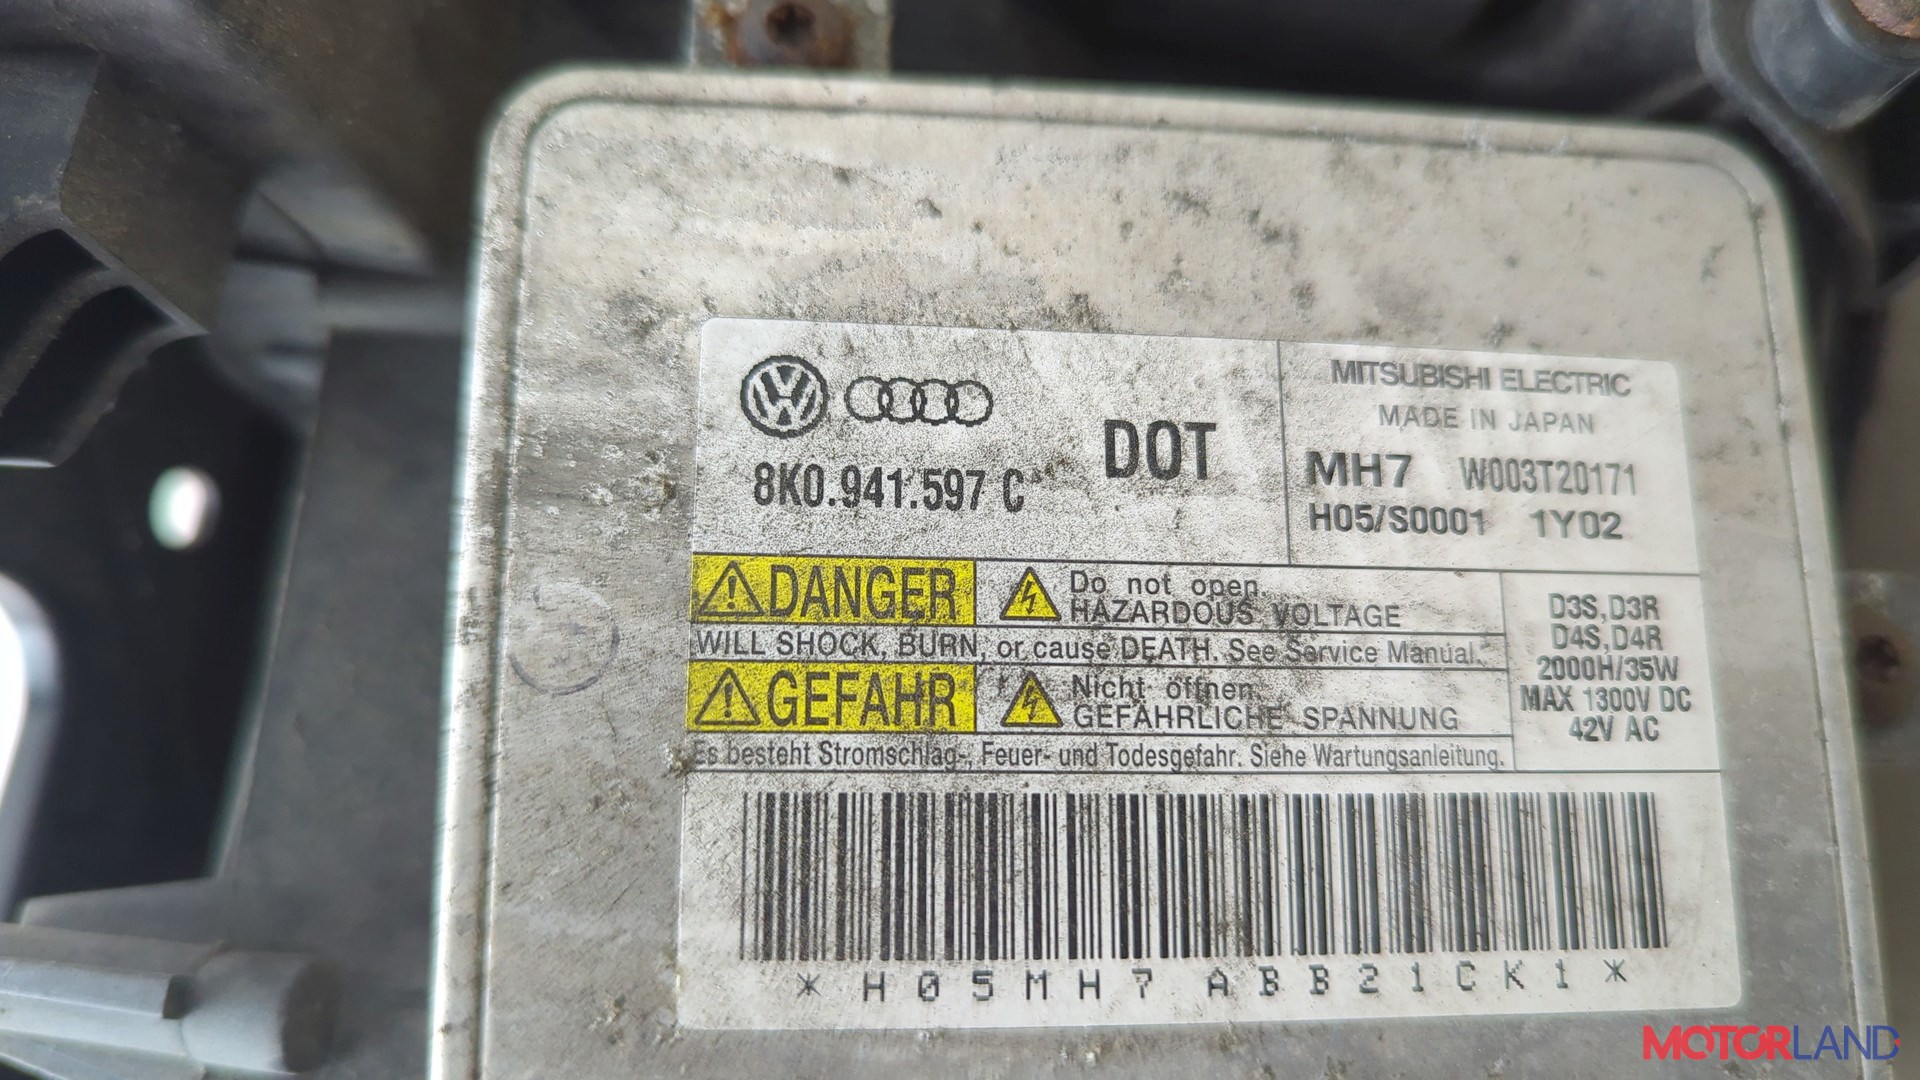 8K0.941.597 C
DOT
MITSUBISHI ELECTRIC
MADE IN JAPAN
MH7 W003T20171
H05/S0001 1Y02
DANGER
Do not open.
HAZARDOUS VOLTAGE
WILL SHOCK, BURN, or cause DEATH. See Service Manual.
GEFAHR
Nicht öffnen.
GEFÄHRLICHE SPANNUNG
Es besteht Stromschlag-, Feuer- und Todesgefahr. Siehe Wartungsanleitung.
D3S,D3R
D4S,D4R
2000H/35W
MAX 1300V DC
42V AC
*H05MH7ABB21CK1*
MOTORLAND